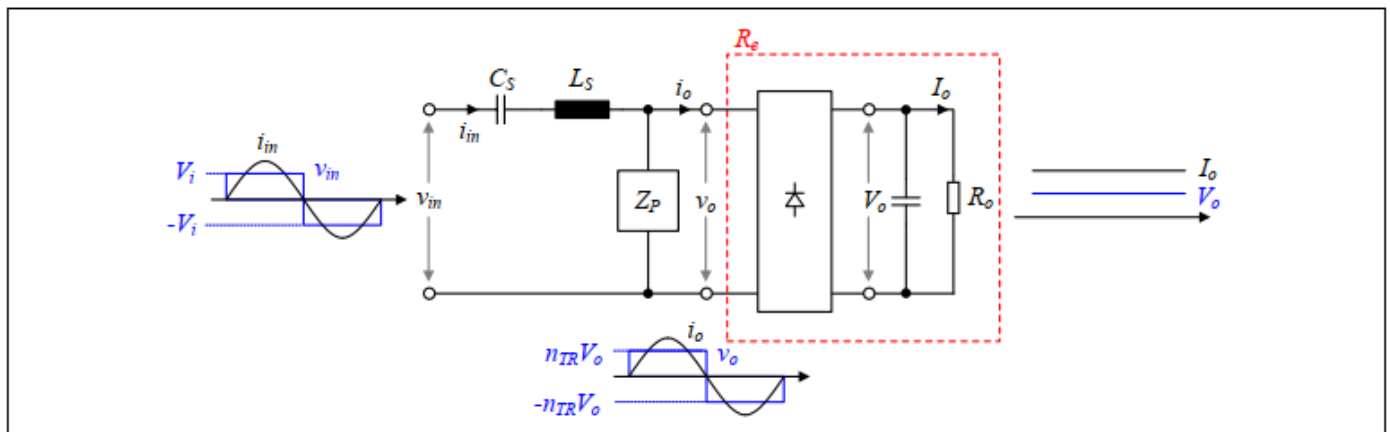 R_e
C_S L_S i_o I_o
i_in
i_in V_i v_in
-V_i
v_in Z_P v_o V_o R_o
I_o
V_o
i_o
n_TR V_o v_o
-n_TR V_o